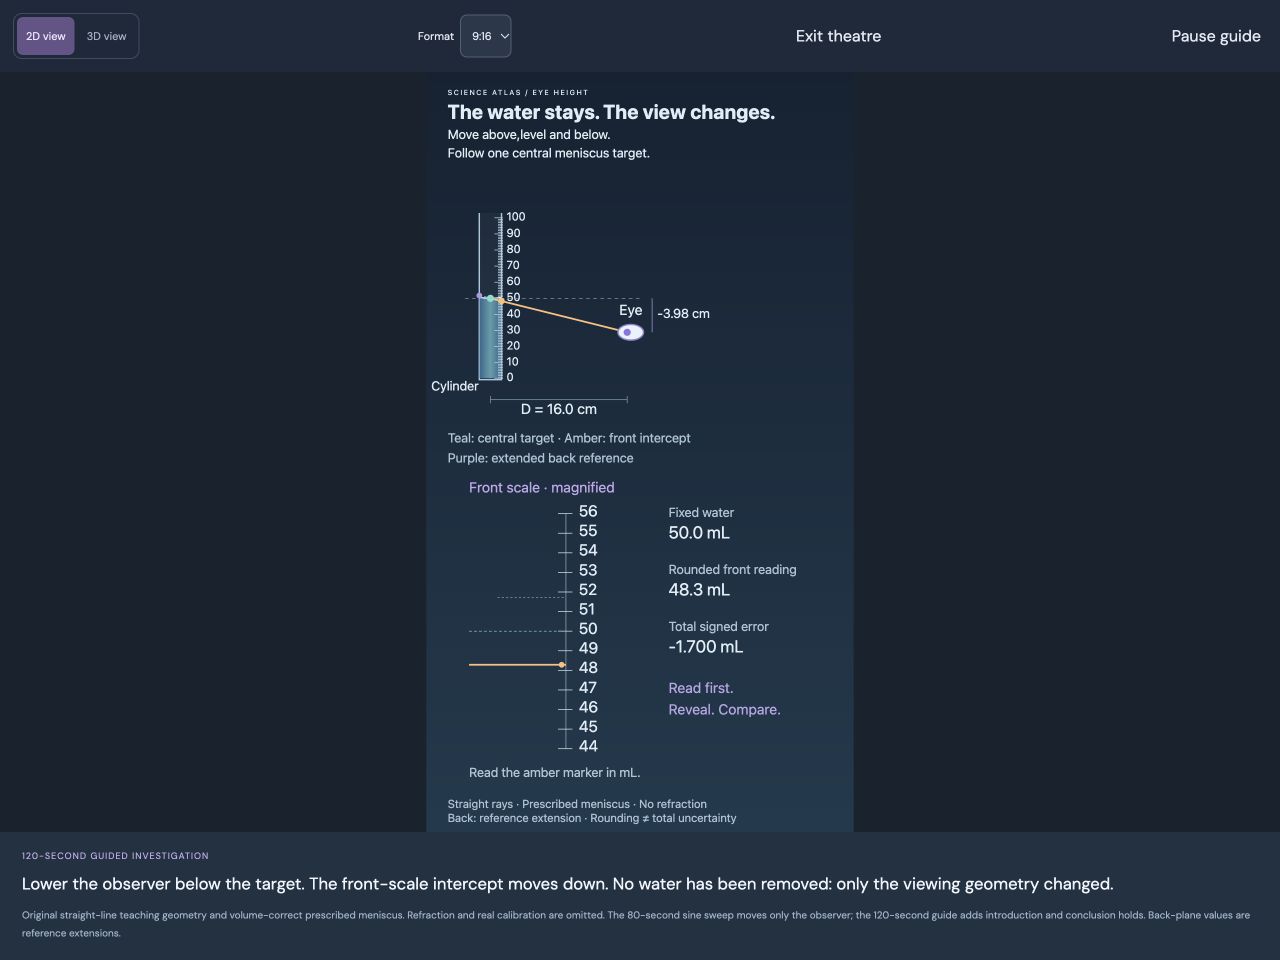 2D view
3D view
Format
9:16
Exit theatre
Pause guide
SCIENCE ATLAS / EYE HEIGHT
The water stays. The view changes.
Move above,level and below.
Follow one central meniscus target.
100
90
80
70
60
50
40
30
20
10
0
Eye
-3.98 cm
Cylinder
D = 16.0 cm
Teal: central target · Amber: front intercept
Purple: extended back reference
Front scale · magnified
56
55
54
53
52
51
50
49
48
47
46
45
44
Fixed water
50.0 mL
Rounded front reading
48.3 mL
Total signed error
-1.700 mL
Read first.
Reveal. Compare.
Read the amber marker in mL.
Straight rays · Prescribed meniscus · No refraction
Back: reference extension · Rounding ≠ total uncertainty
120-SECOND GUIDED INVESTIGATION
Lower the observer below the target. The front-scale intercept moves down. No water has been removed: only the viewing geometry changed.
Original straight-line teaching geometry and volume-correct prescribed meniscus. Refraction and real calibration are omitted. The 80-second sine sweep moves only the observer; the 120-second guide adds introduction and conclusion holds. Back-plane values are
reference extensions.